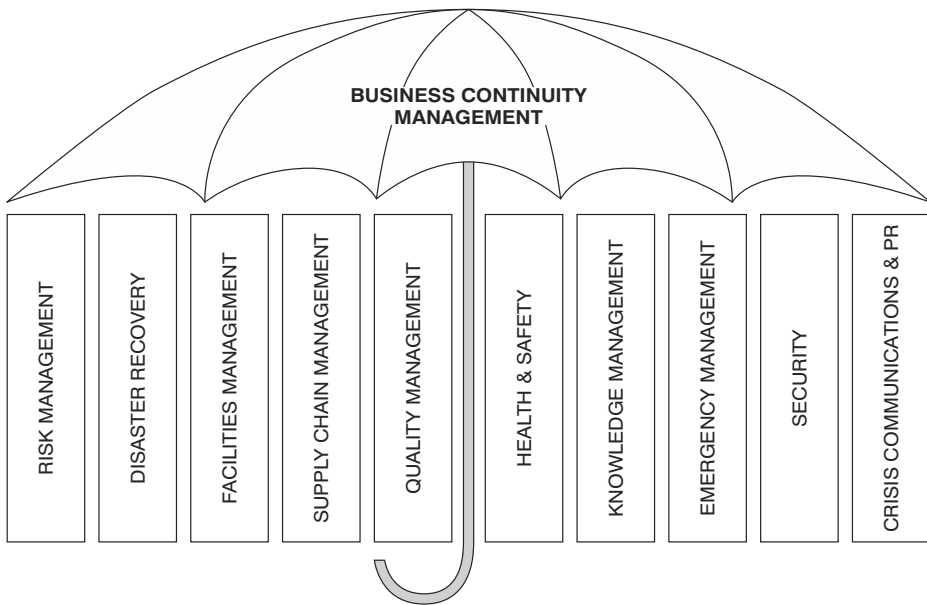 BUSINESS CONTINUITY
MANAGEMENT
RISK MANAGEMENT
DISASTER RECOVERY
FACILITIES MANAGEMENT
SUPPLY CHAIN MANAGEMENT
QUALITY MANAGEMENT
HEALTH & SAFETY
KNOWLEDGE MANAGEMENT
EMERGENCY MANAGEMENT
SECURITY
CRISIS COMMUNICATIONS & PR